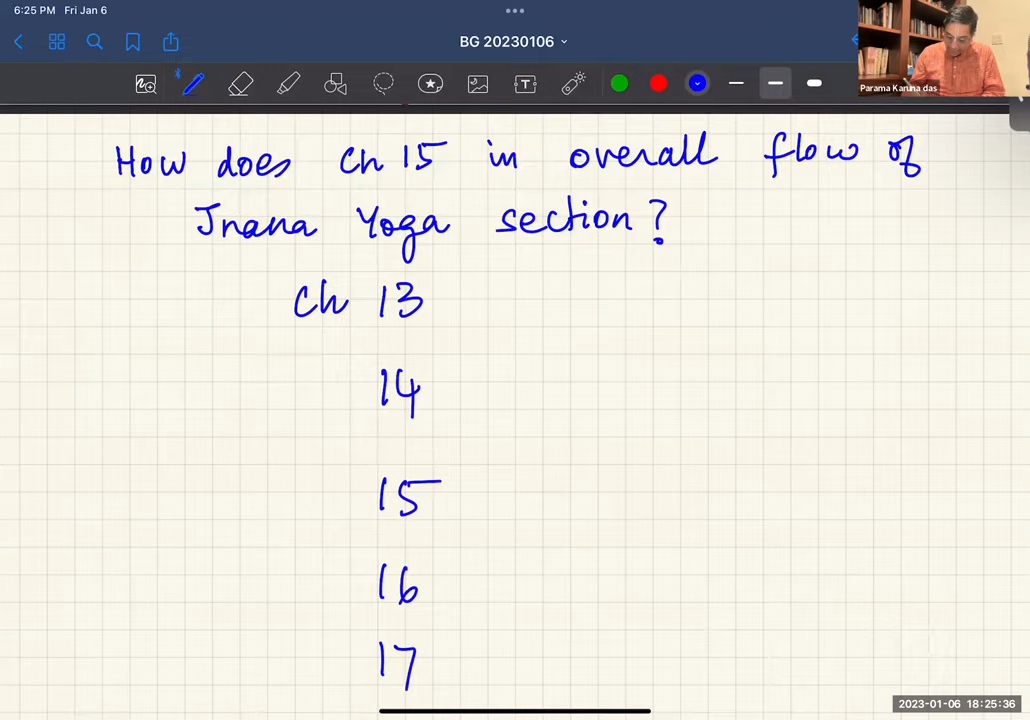 6:25 PM Fri Jan 6
BG 20230106
T
Parama Karuna das
How does Ch 15 in overall flow of
Jnana Yoga section?
Ch 13
14
15
16
17
2023-01-06 18:25:36